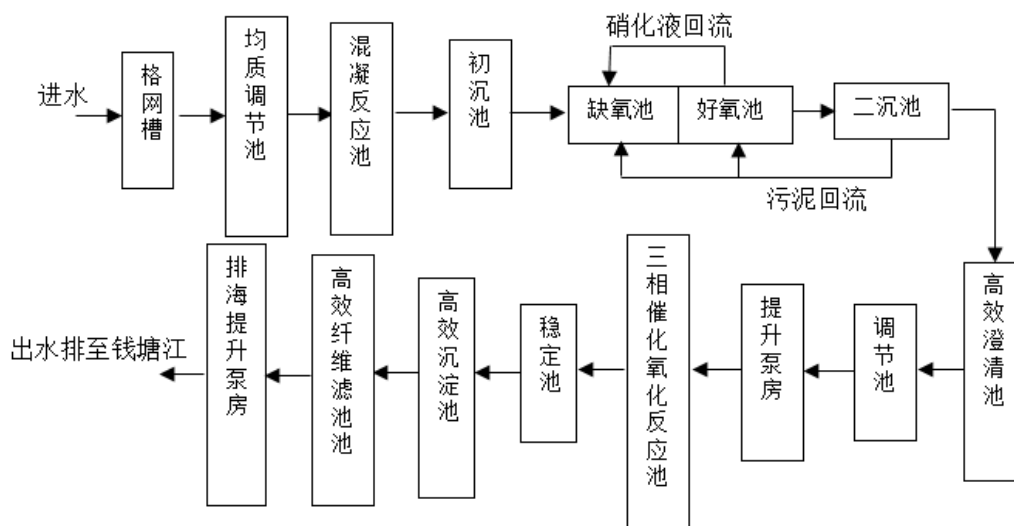 进水
格网槽
均质调节池
混凝反应池
初沉池
硝化液回流
缺氧池
好氧池
二沉池
污泥回流
高效澄清池
调节池
提升泵房
三相催化氧化反应池
稳定池
高效沉淀池
高效纤维滤池池
排海提升泵房
出水排至钱塘江